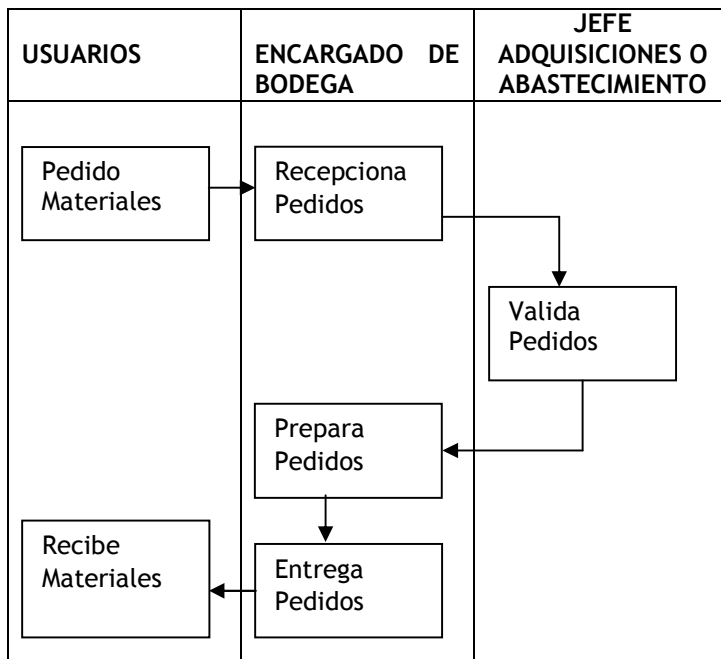 USUARIOS
ENCARGADO DE
BODEGA
JEFE
ADQUISICIONES O
ABASTECIMIENTO
Pedido
Materiales
Recepciona
Pedidos
Valida
Pedidos
Prepara
Pedidos
Recibe
Materiales
Entrega
Pedidos